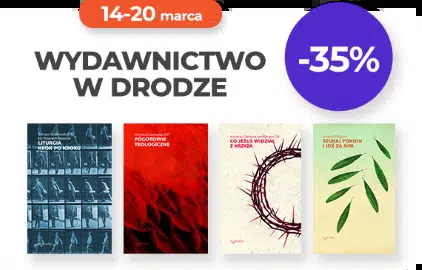 14-20 marca
WYDAWNICTWO
W DRODZE
-35%
LITURGIA
KROK PO KROKU
POGOTOWIE
TEOLOGICZNE
CO JEZUS WIDZIAŁ
Z KRZYŻA
SZUKAJ POKOJU
I IDŹ ZA NIM